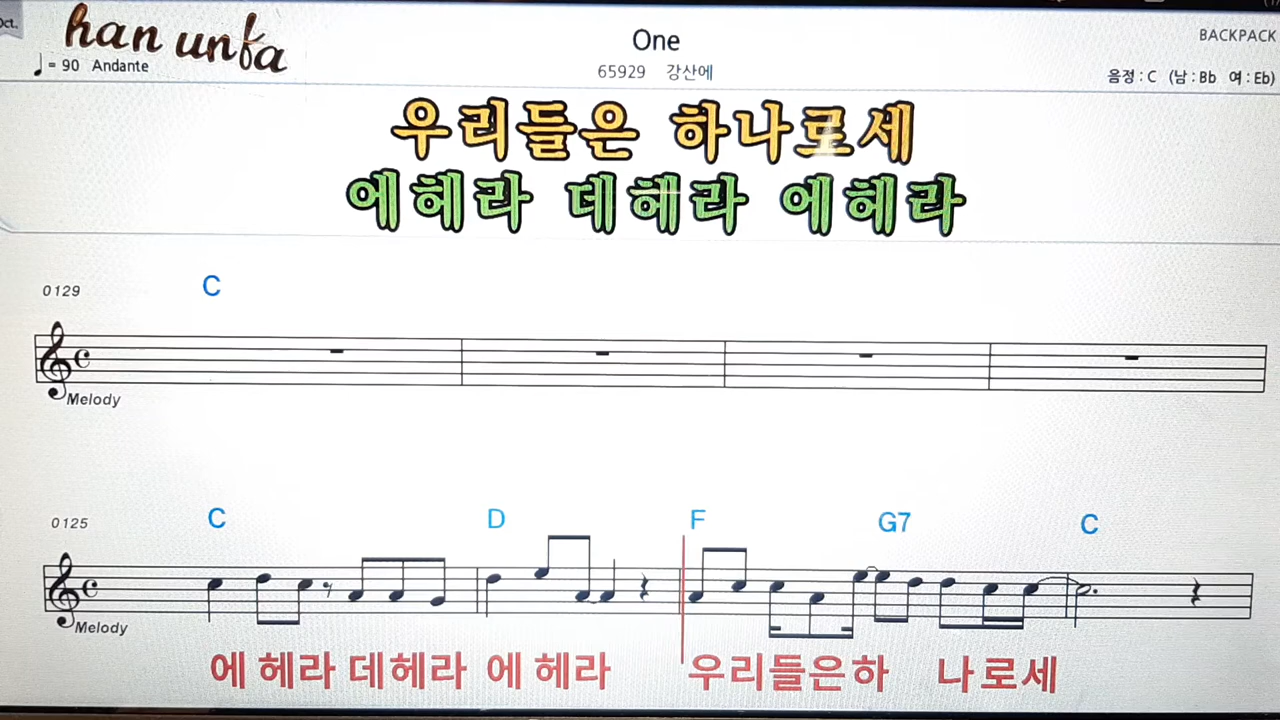 Oct.
han unfa
One
BACKPACK
♩ = 90 Andante
65929 강산에
음정 : C (남 : Bb 여 : Eb)
우리들은 하나로세
에헤라 데헤라 에헤라
0129 C
Melody
0125 C D F G7 C
Melody
에 헤라 데헤라 에 헤라 우리들은하 나로세